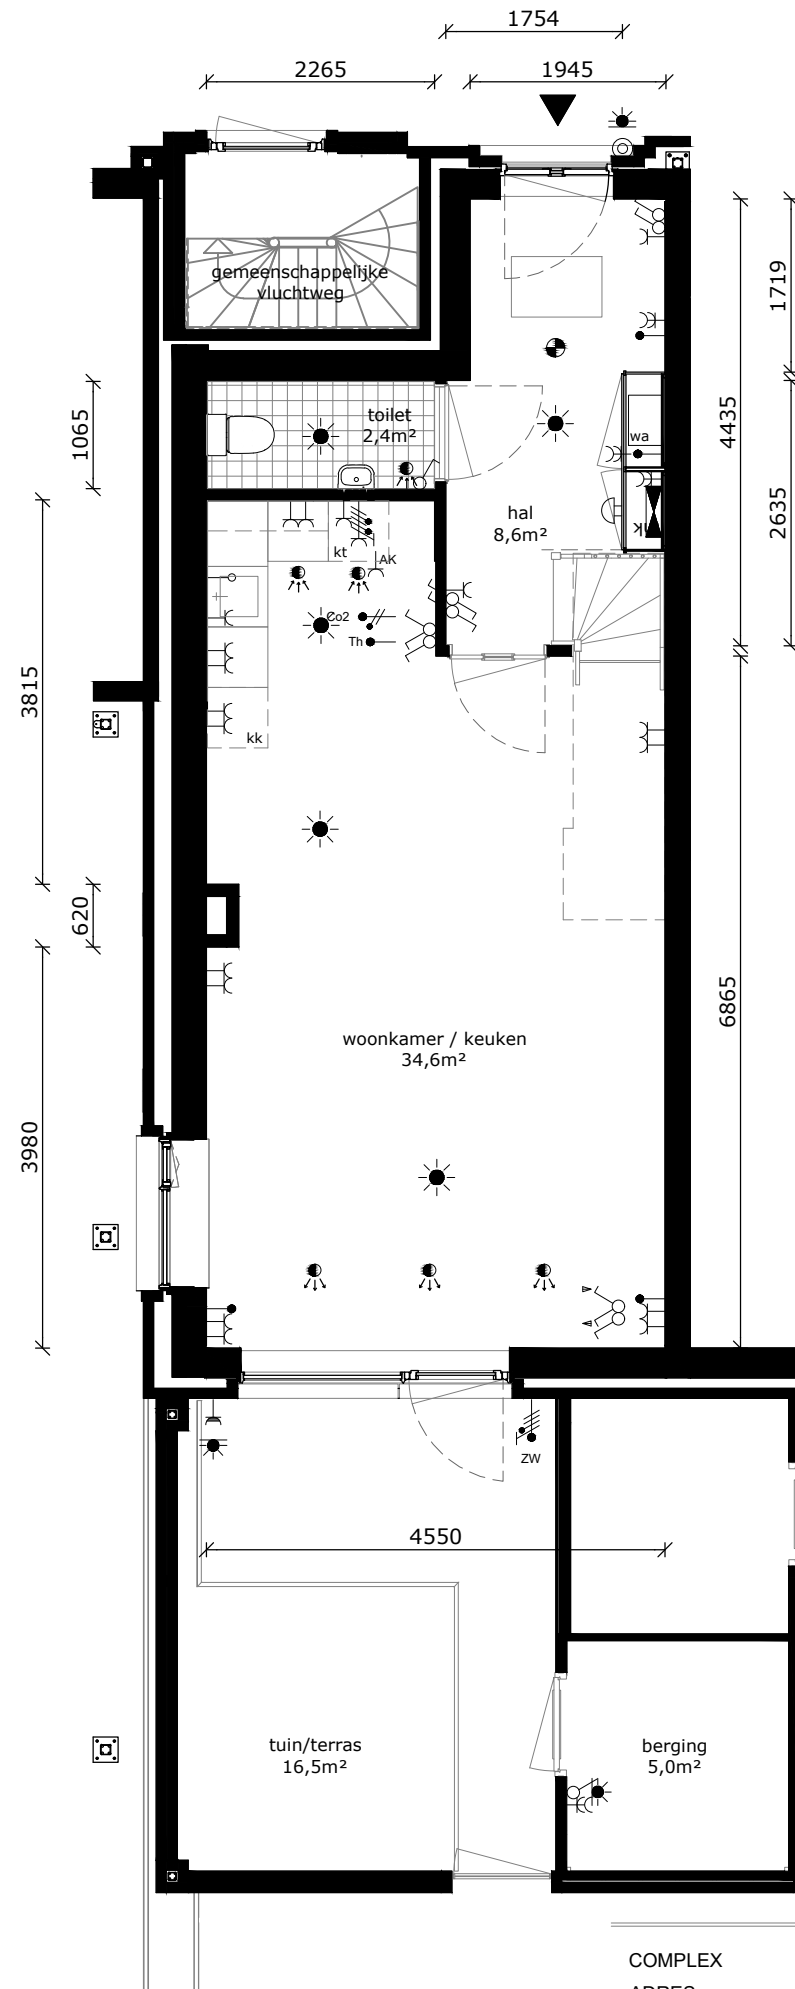 1754
2265
1945
gemeenschappelijke
vluchtweg
1719
1065
toilet
2,4m²
wa
4435
2635
hal
8,6m²
kt
AK
Co2
Th
3815
kk
620
woonkamer / keuken
34,6m²
6865
3980
ZW
4550
tuin/terras
16,5m²
berging
5,0m²
COMPLEX